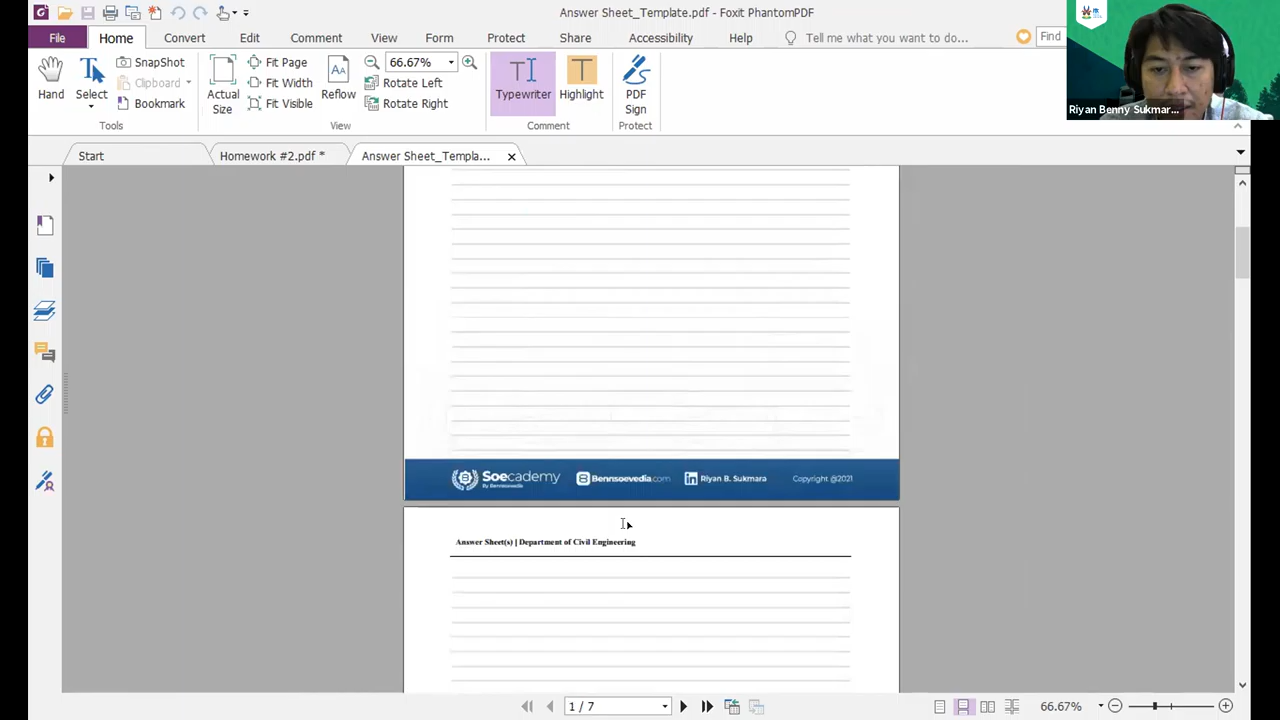 Answer Sheet_Template.pdf - Foxit PhantomPDF
File
Home
Convert
Edit
Comment
View
Form
Protect
Share
Accessibility
Help
Tell me what you want to do...
Find
Hand
Select
SnapShot
Clipboard
Bookmark
Tools
Actual Size
Fit Page
Fit Width
Fit Visible
Reflow
66.67%
Rotate Left
Rotate Right
View
Typewriter
Highlight
Comment
PDF Sign
Protect
Riyan Benny Sukmar...
Start
Homework #2.pdf *
Answer Sheet_Templa...
Soecademy
By Bennsoevedia
Bennsoevedia.com
Riyan B. Sukmara
Copyright @2021
Answer Sheet(s) | Department of Civil Engineering
1 / 7
66.67%